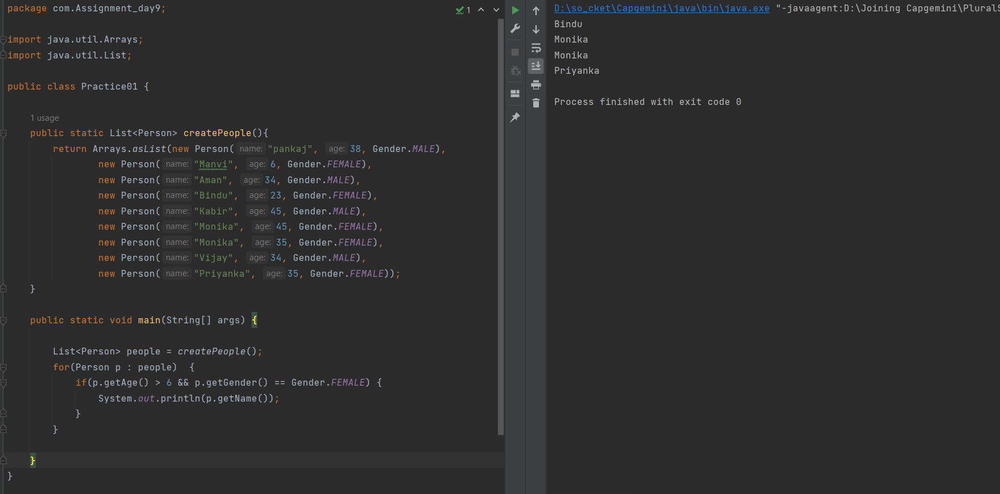 package com.Assignment_day9;
1
import java.util.Arrays;
import java.util.List;
public class Practice01 {
1 usage
public static List<Person> createPeople(){
return Arrays.asList(new Person( name: "pankaj", age: 38, Gender.MALE),
new Person( name: "Manvi", age: 6, Gender.FEMALE),
new Person( name: "Aman", age: 34, Gender.MALE),
new Person( name: "Bindu", age: 23, Gender.FEMALE),
new Person( name: "Kabir", age: 45, Gender.MALE),
new Person( name: "Monika", age: 45, Gender.FEMALE),
new Person( name: "Monika", age: 35, Gender.FEMALE),
new Person( name: "Vijay", age: 34, Gender.MALE),
new Person( name: "Priyanka", age: 35, Gender.FEMALE));
}
public static void main(String[] args) {
List<Person> people = createPeople();
for(Person p : people)  {
if(p.getAge() > 6 && p.getGender() == Gender.FEMALE) {
System.out.println(p.getName());
}
}
}
}
D:\so_cket\Capgemini\java\bin\java.exe "-javaagent:D:\Joining Capgemini\PluralS
Bindu
Monika
Monika
Priyanka
Process finished with exit code 0